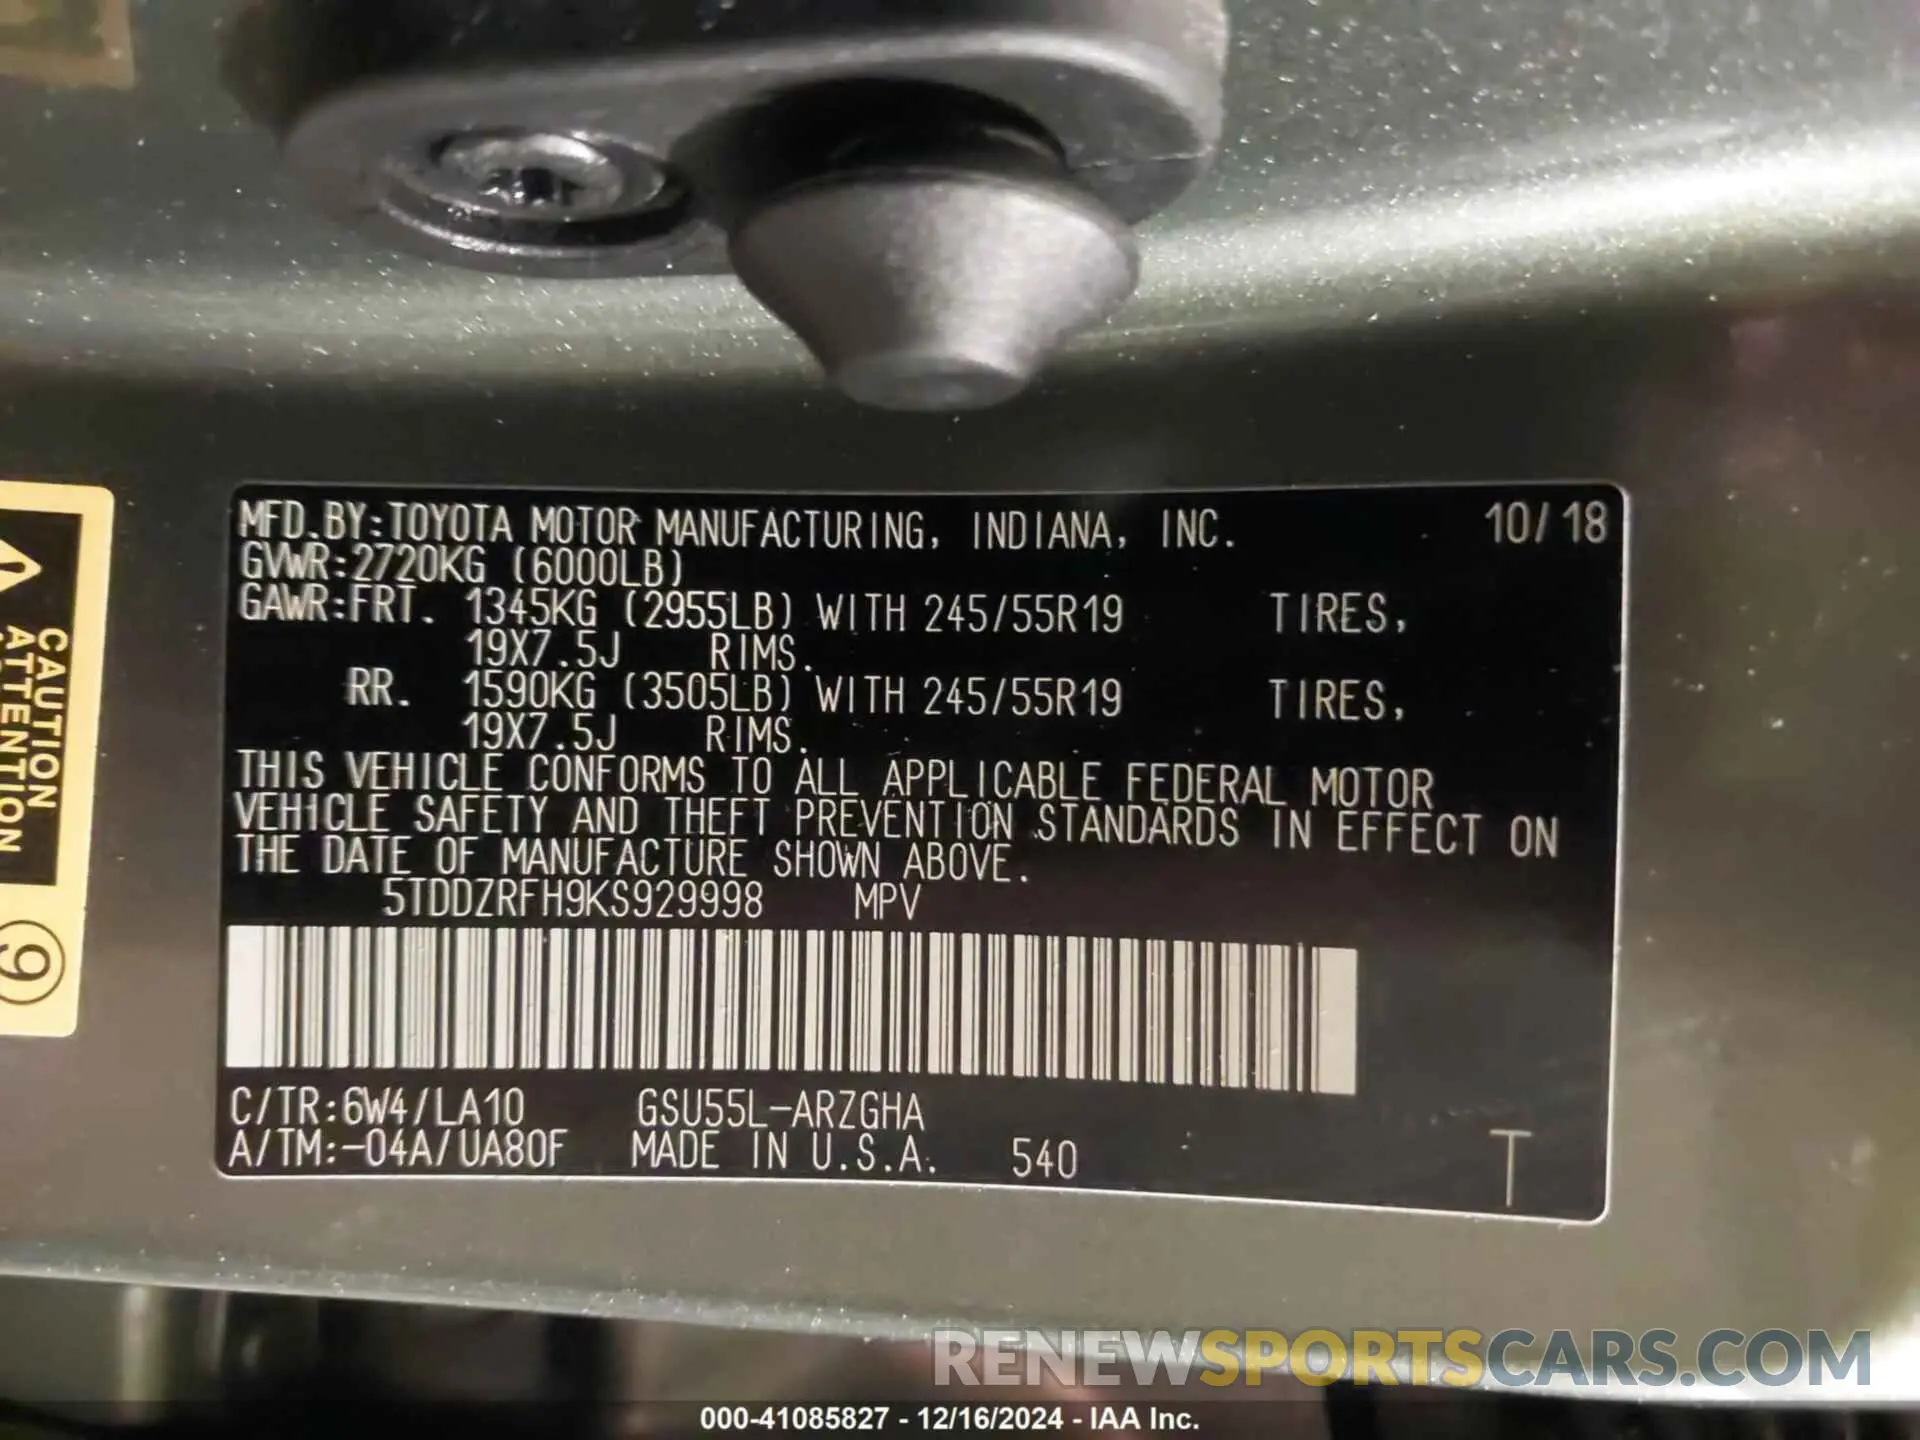 MFD.BY:TOYOTA MOTOR MANUFACTURING, INDIANA, INC. 10/18
GVWR:2720KG (6000LB)
GAWR:FRT. 1345KG (2955LB) WITH 245/55R19 TIRES,
19X7.5J RIMS.
RR. 1590KG (3505LB) WITH 245/55R19 TIRES,
19X7.5J RIMS.
THIS VEHICLE CONFORMS TO ALL APPLICABLE FEDERAL MOTOR
VEHICLE SAFETY AND THEFT PREVENTION STANDARDS IN EFFECT ON
THE DATE OF MANUFACTURE SHOWN ABOVE.
5TDDZRFH9KS929998 MPV
C/TR:6W4/LA10 GSU55L-ARZGHA
A/TM:-04A/UA80F MADE IN U.S.A. 540 T
CAUTION
ATTENTION
9
RENEWSPORTSCARS.COM
000-41085827 - 12/16/2024 - IAA Inc.